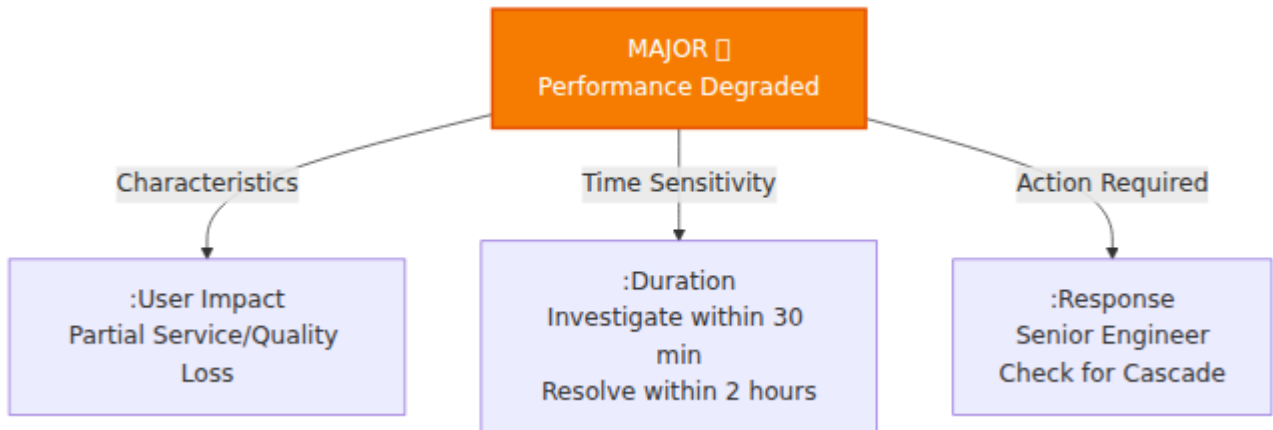 MAJOR
Performance Degraded
Characteristics
Time Sensitivity
Action Required
:User Impact
Partial Service/Quality
Loss
:Duration
Investigate within 30
min
Resolve within 2 hours
:Response
Senior Engineer
Check for Cascade